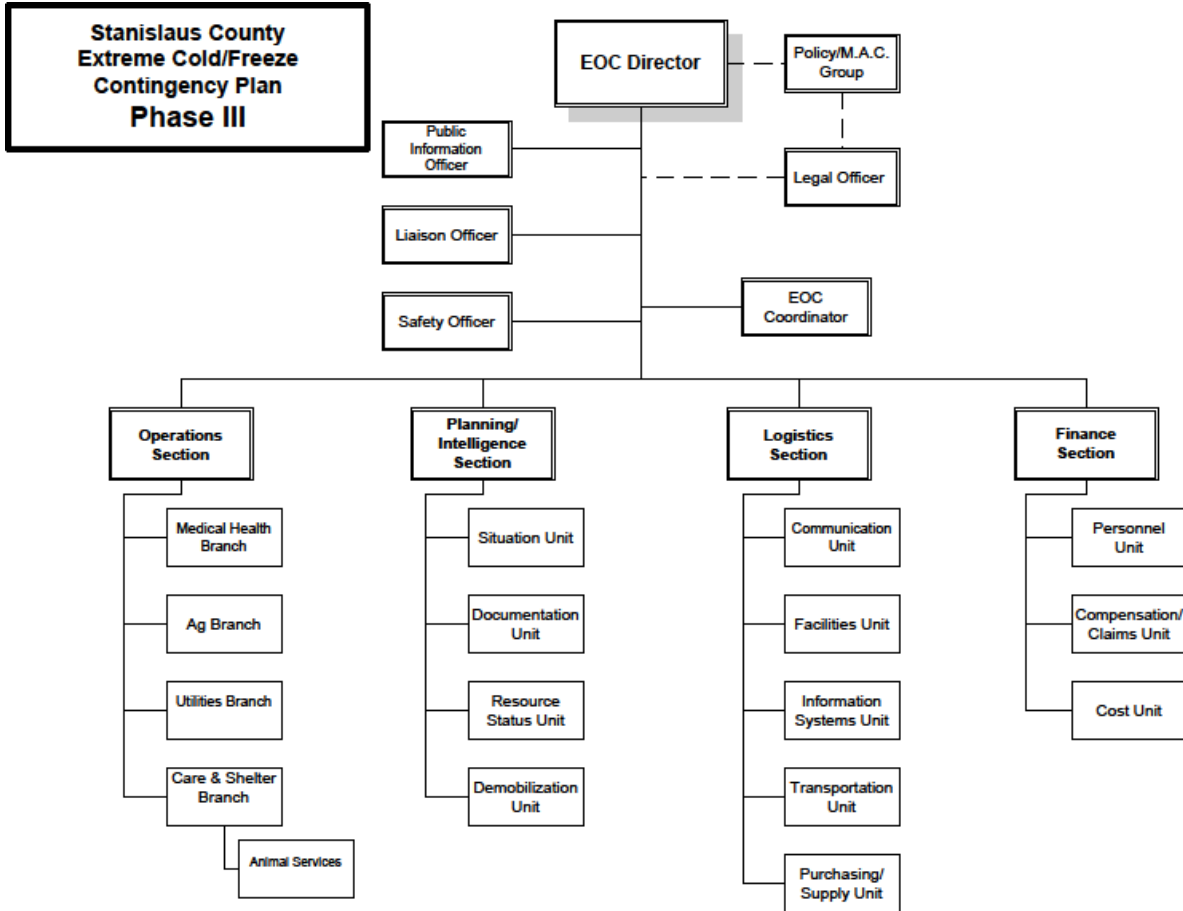 Stanislaus County
Extreme Cold/Freeze
Contingency Plan
Phase III
EOC Director
Policy/M.A.C.
Group
Public
Information
Officer
Legal Officer
Liaison Officer
EOC
Coordinator
Safety Officer
Operations
Section
Planning/
Intelligence
Section
Logistics
Section
Finance
Section
Medical Health
Branch
Situation Unit
Communication
Unit
Personnel
Unit
Ag Branch
Documentation
Unit
Facilities Unit
Compensation/
Claims Unit
Utilities Branch
Resource
Status Unit
Information
Systems Unit
Cost Unit
Care & Shelter
Branch
Demobilization
Unit
Transportation
Unit
Animal Services
Purchasing/
Supply Unit